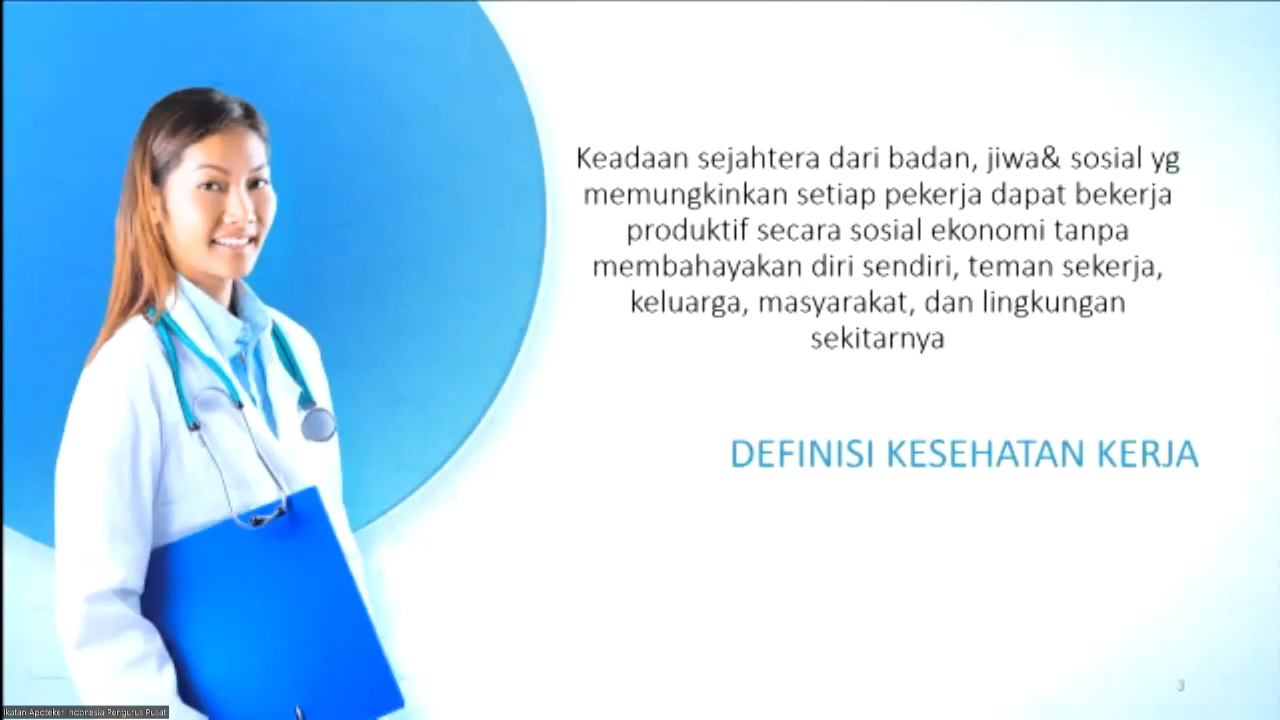 Keadaan sejahtera dari badan, jiwa& sosial yg
memungkinkan setiap pekerja dapat bekerja
produktif secara sosial ekonomi tanpa
membahayakan diri sendiri, teman sekerja,
keluarga, masyarakat, dan lingkungan
sekitarnya
DEFINISI KESEHATAN KERJA
3
Ikatan Apoteker Indonesia Pengurus Pusat